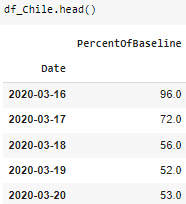 df_Chile.head()
PercentOfBaseline
Date
2020-03-16 96.0
2020-03-17 72.0
2020-03-18 56.0
2020-03-19 52.0
2020-03-20 53.0